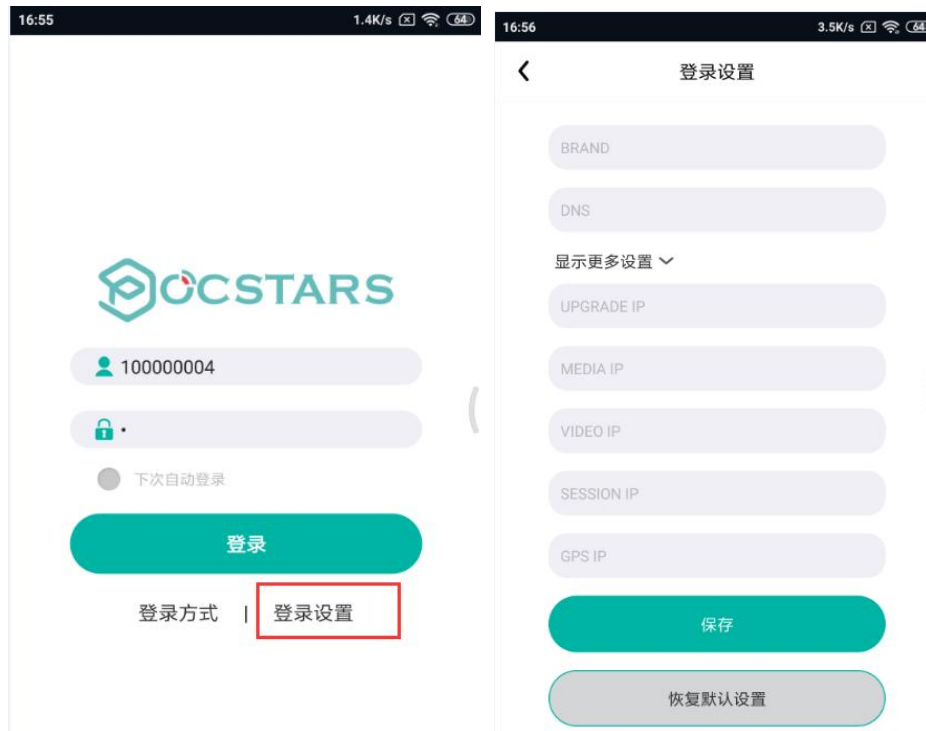 16:55
1.4K/s 64
POCSTARS
100000004
下次自动登录
登录
登录方式 | 登录设置
16:56
3.5K/s 64
登录设置
BRAND
DNS
显示更多设置
UPGRADE IP
MEDIA IP
VIDEO IP
SESSION IP
GPS IP
保存
恢复默认设置